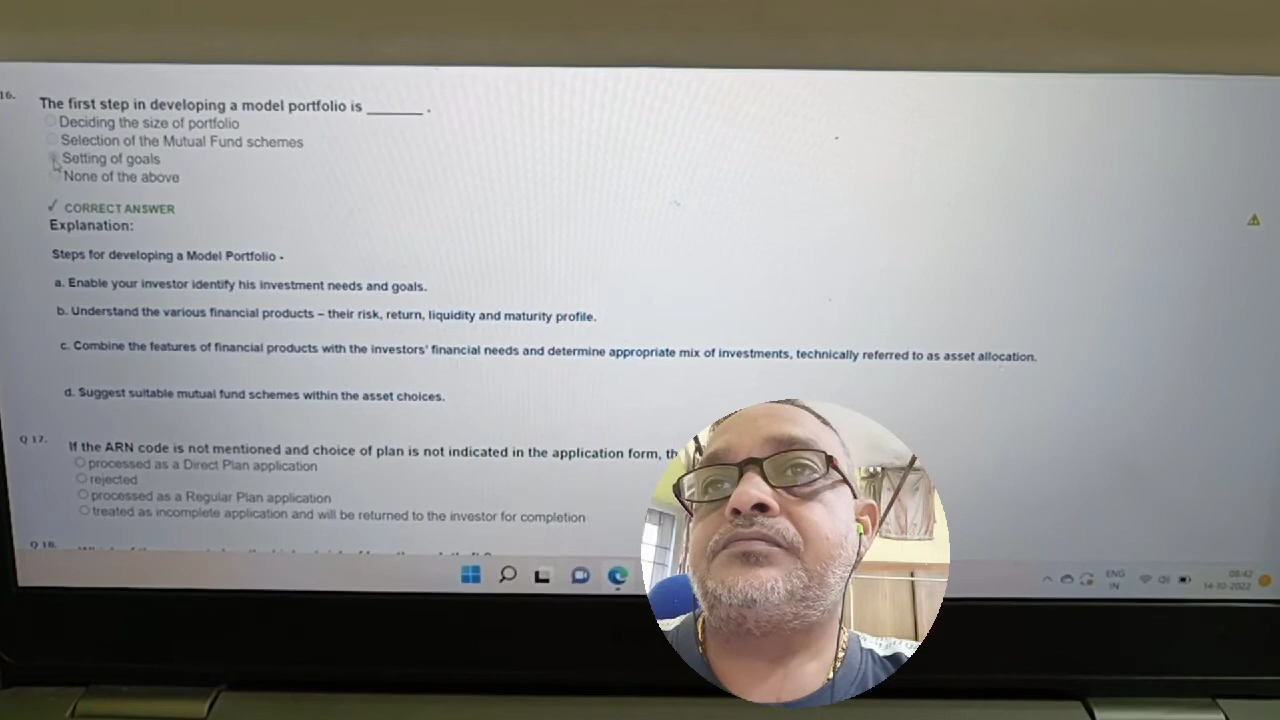 16.
The first step in developing a model portfolio is _______ .
Deciding the size of portfolio
Selection of the Mutual Fund schemes
Setting of goals
None of the above
✓ CORRECT ANSWER
Explanation:
Steps for developing a Model Portfolio -
a. Enable your investor identify his investment needs and goals.
b. Understand the various financial products – their risk, return, liquidity and maturity profile.
c. Combine the features of financial products with the investors' financial needs and determine appropriate mix of investments, technically referred to as asset allocation.
d. Suggest suitable mutual fund schemes within the asset choices.
Q 17.
If the ARN code is not mentioned and choice of plan is not indicated in the application form, th
processed as a Direct Plan application
rejected
processed as a Regular Plan application
treated as incomplete application and will be returned to the investor for completion
Q 18.
ENG
IN
08:42
14-10-2022